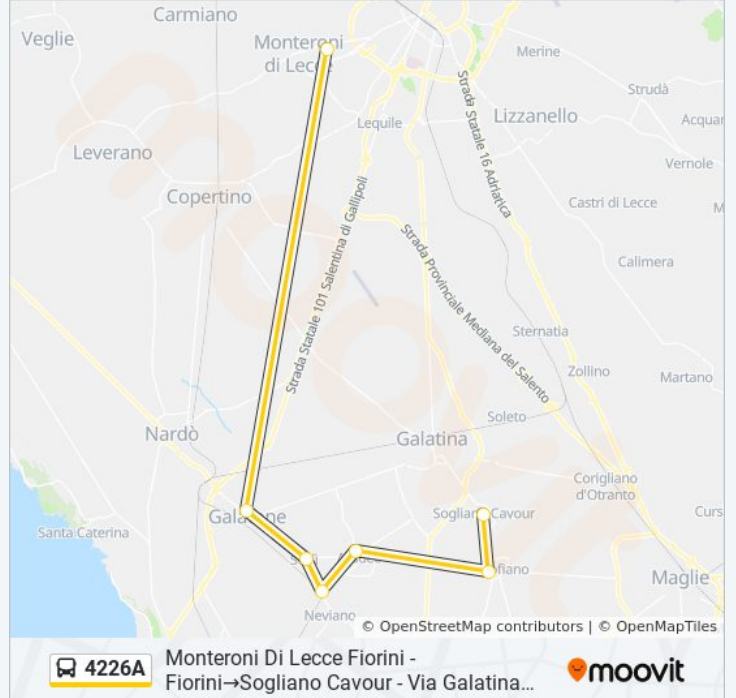 Carmiano
Veglie
Monteroni
di Lecce
Merine
Strudà
Lizzanello
Lequile
Strada Statale 16 Adriatica
Leverano
Vernole
Copertino
Castri di Lecce
Strada Statale 101 Salentina di Gallipoli
Strada Provinciale Mediana del Salento
Calimera
moovit
Sternatia
Zollino
Martano
Soleto
Nardò
Galatina
Corigliano
d'Otranto
Sogliano Cavour
Santa Caterina
Maglie
Neviano
© OpenStreetMap contributors | © OpenMapTiles
4226A
Monteroni Di Lecce Fiorini -
Fiorini→Sogliano Cavour - Via Galatina…
moovit